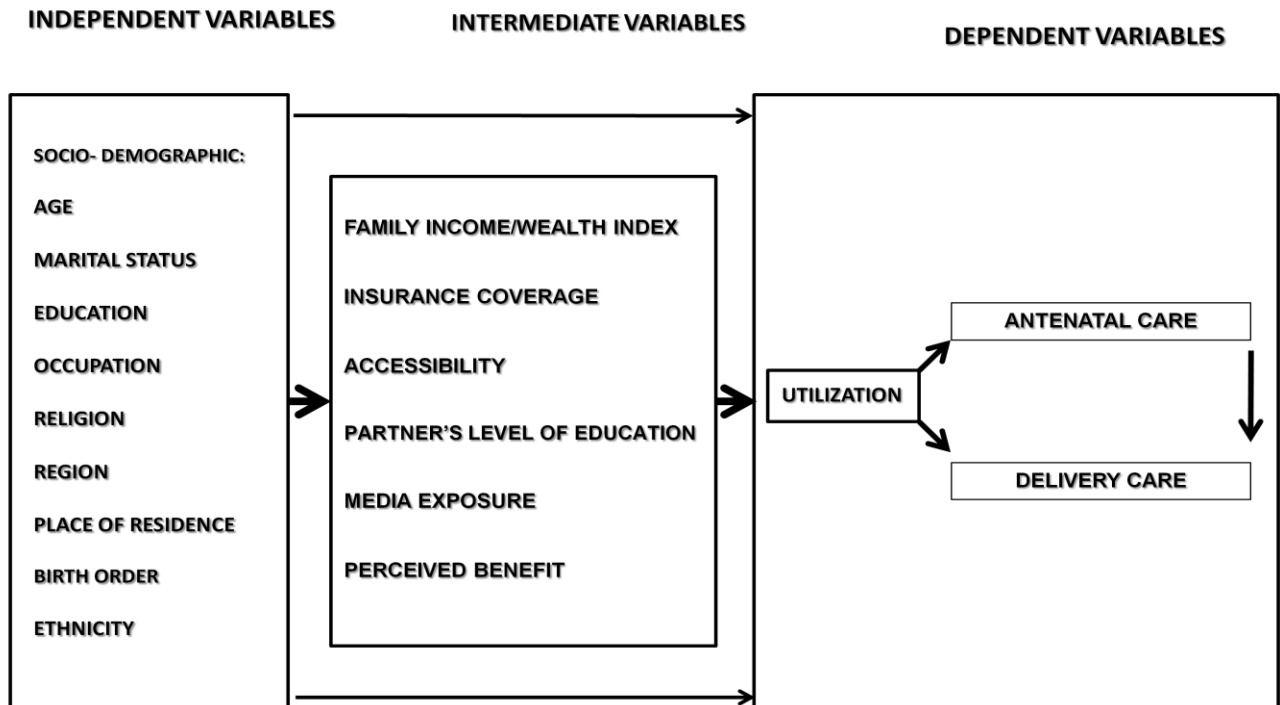 INDEPENDENT VARIABLES
INTERMEDIATE VARIABLES
DEPENDENT VARIABLES
SOCIO- DEMOGRAPHIC:
AGE
MARITAL STATUS
EDUCATION
OCCUPATION
RELIGION
REGION
PLACE OF RESIDENCE
BIRTH ORDER
ETHNICITY
FAMILY INCOME/WEALTH INDEX
INSURANCE COVERAGE
ACCESSIBILITY
PARTNER’S LEVEL OF EDUCATION
MEDIA EXPOSURE
PERCEIVED BENEFIT
UTILIZATION
ANTENATAL CARE
DELIVERY CARE